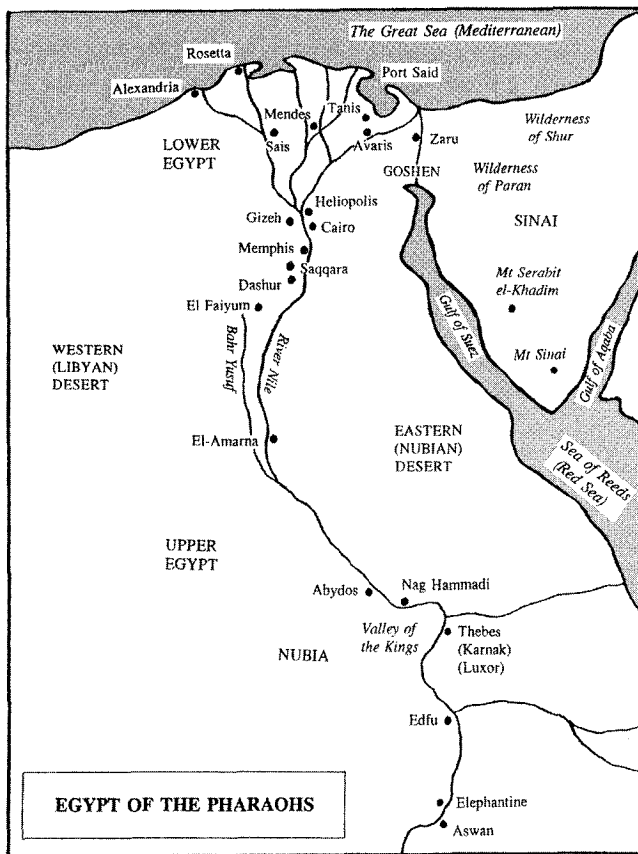 The Great Sea (Mediterranean)
Rosetta
Port Said
Alexandria
Tanis
Mendes
Wilderness
of Shur
LOWER
EGYPT
Sais
Avaris
Zaru
GOSHEN
Wilderness
of Paran
Heliopolis
Gizeh
Cairo
SINAI
Memphis
Saqqara
Mt Serabit
el-Khadim
Dashur
El Faiyum
Gulf of Suez
Gulf of Aqaba
WESTERN
(LIBYAN)
DESERT
Bahr Yusuf
River Nile
Mt Sinai
El-Amarna
EASTERN
(NUBIAN)
DESERT
Sea of Reeds
(Red Sea)
UPPER
EGYPT
Abydos
Nag Hammadi
Valley of
the Kings
Thebes
(Karnak)
(Luxor)
NUBIA
Edfu
EGYPT OF THE PHARAOHS
Elephantine
Aswan